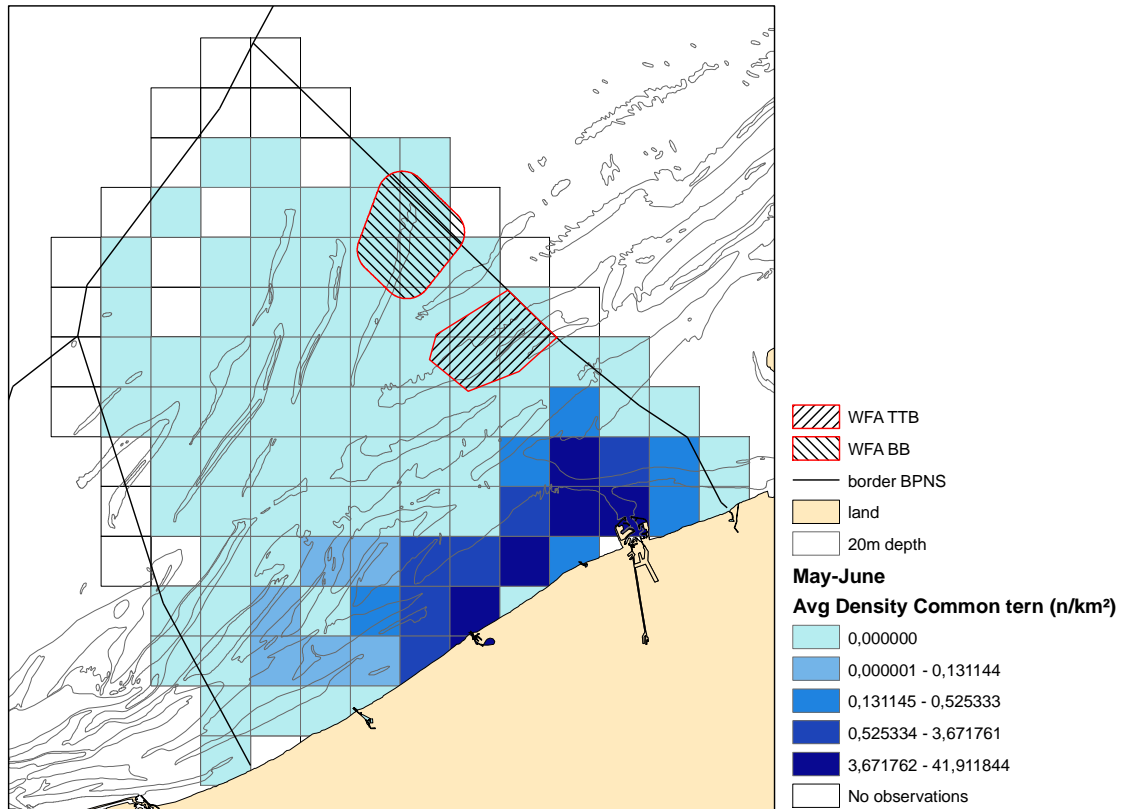 WFA TTB
WFA BB
border BPNS
land
20m depth
May-June
Avg Density Common tern (n/km²)
0,000000
0,000001 - 0,131144
0,131145 - 0,525333
0,525334 - 3,671761
3,671762 - 41,911844
No observations